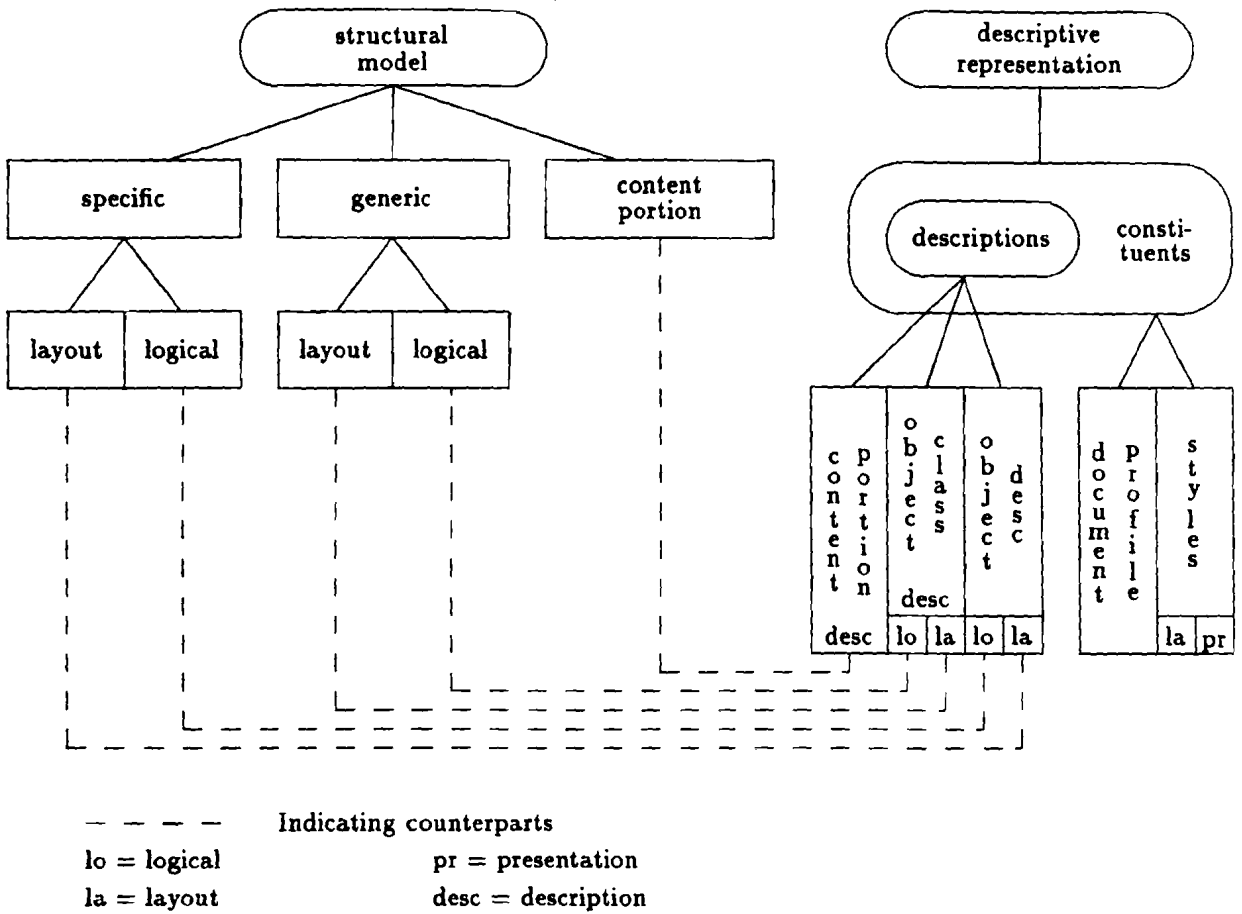 structural
model
descriptive
representation
specific
generic
content
portion
descriptions
consti-
tuents
layout
logical
layout
logical
content
portion
desc
object
class
desc
lo
la
object
desc
lo
la
document
profile
styles
la
pr
Indicating counterparts
lo = logical
pr = presentation
la = layout
desc = description